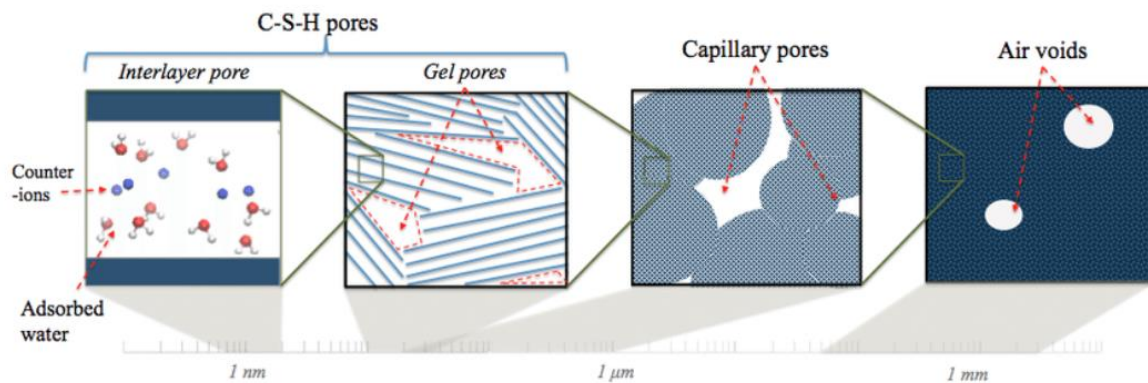 C-S-H pores
Interlayer pore
Gel pores
Capillary pores
Air voids
Counter
-ions
Adsorbed
water
1 nm
1 μm
1 mm